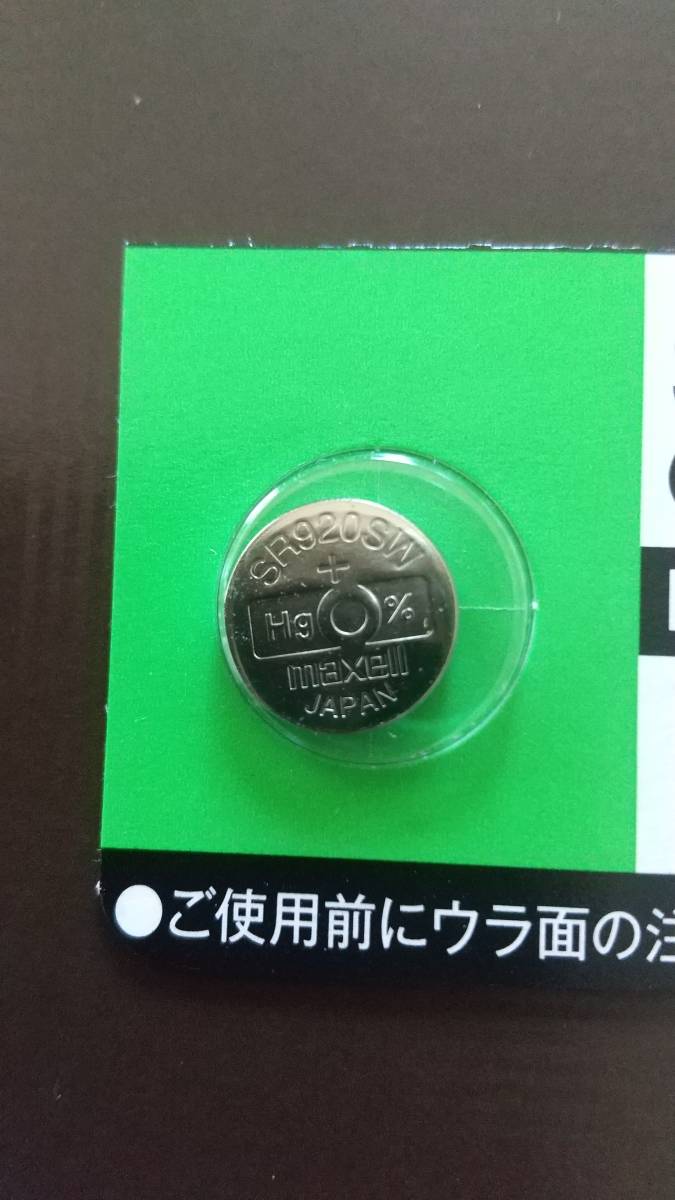 SR920SW
+
Hg 0 %
maxell
JAPAN
●ご使用前にウラ面の注